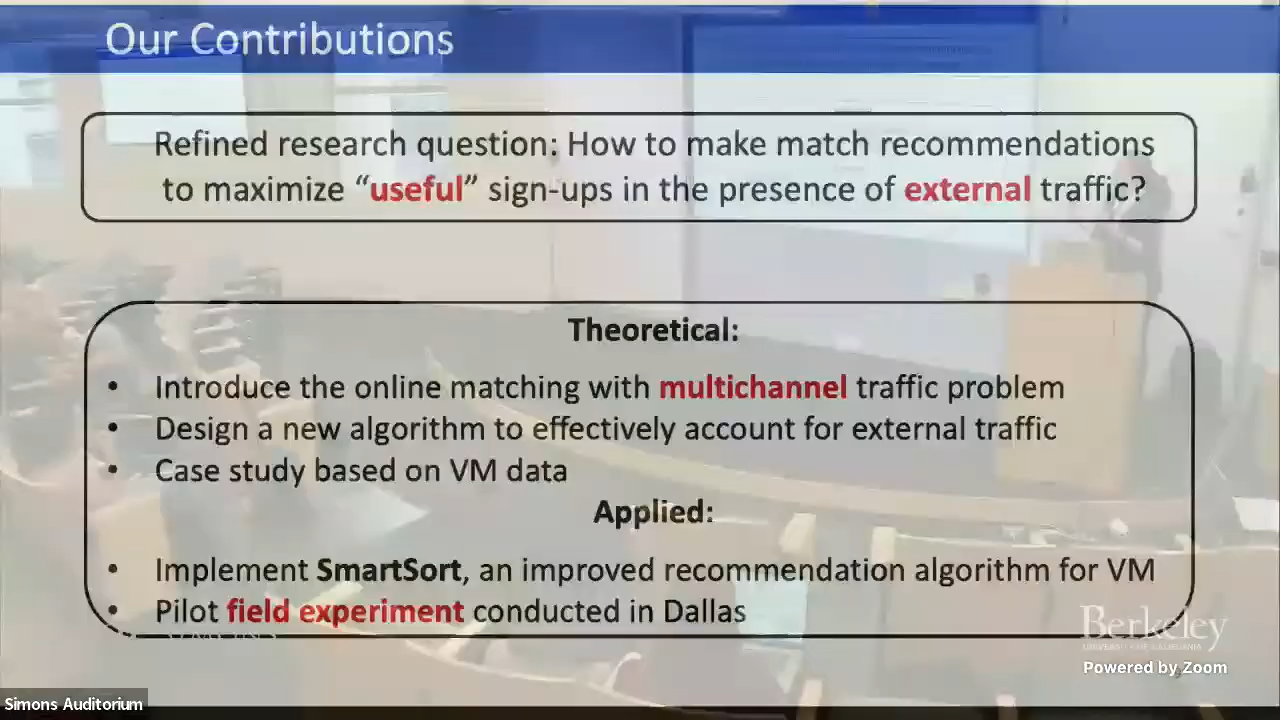 Our Contributions
Refined research question: How to make match recommendations
to maximize “useful” sign-ups in the presence of external traffic?
Theoretical:
• Introduce the online matching with multichannel traffic problem
• Design a new algorithm to effectively account for external traffic
• Case study based on VM data
Applied:
• Implement SmartSort, an improved recommendation algorithm for VM
• Pilot field experiment conducted in Dallas
Berkeley
UNIVERSITY OF CALIFORNIA
Powered by Zoom
Simons Auditorium